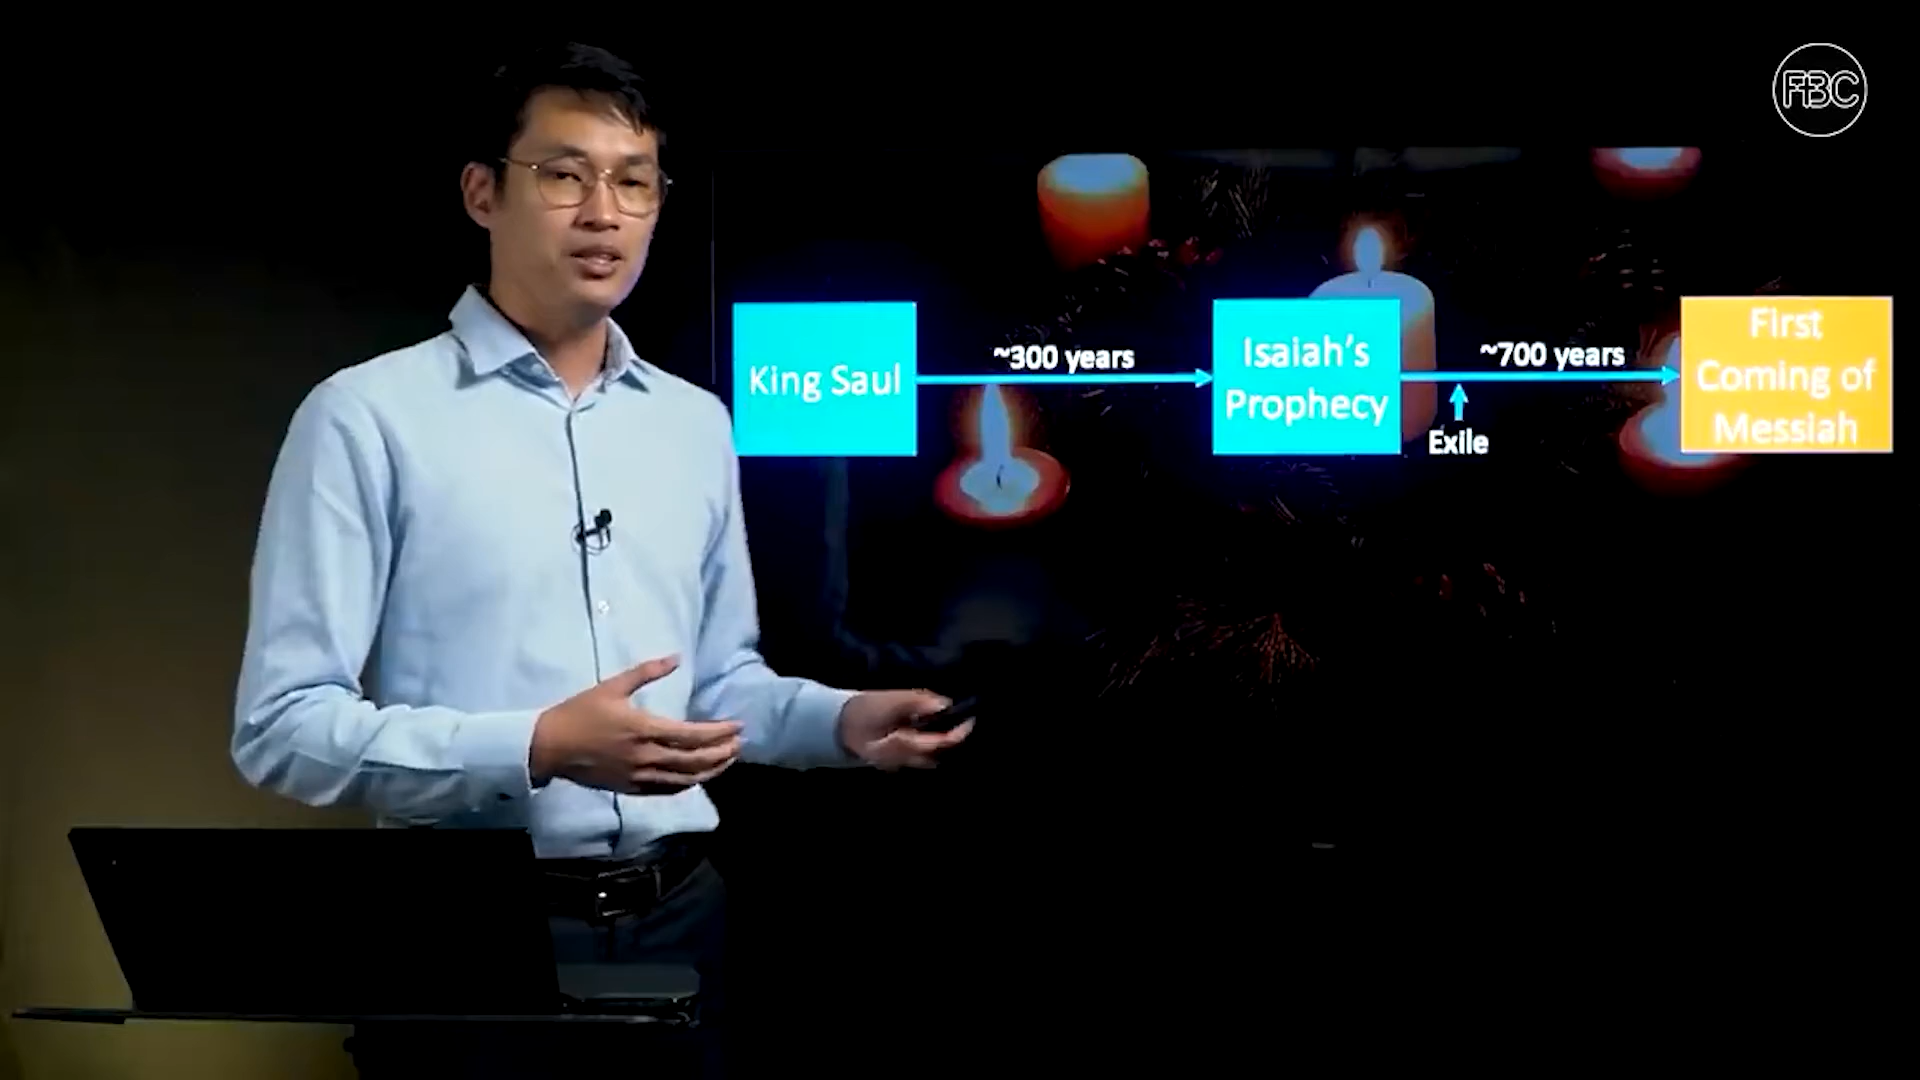 FBC
King Saul
~300 years
Isaiah's
Prophecy
~700 years
Exile
First
Coming of
Messiah